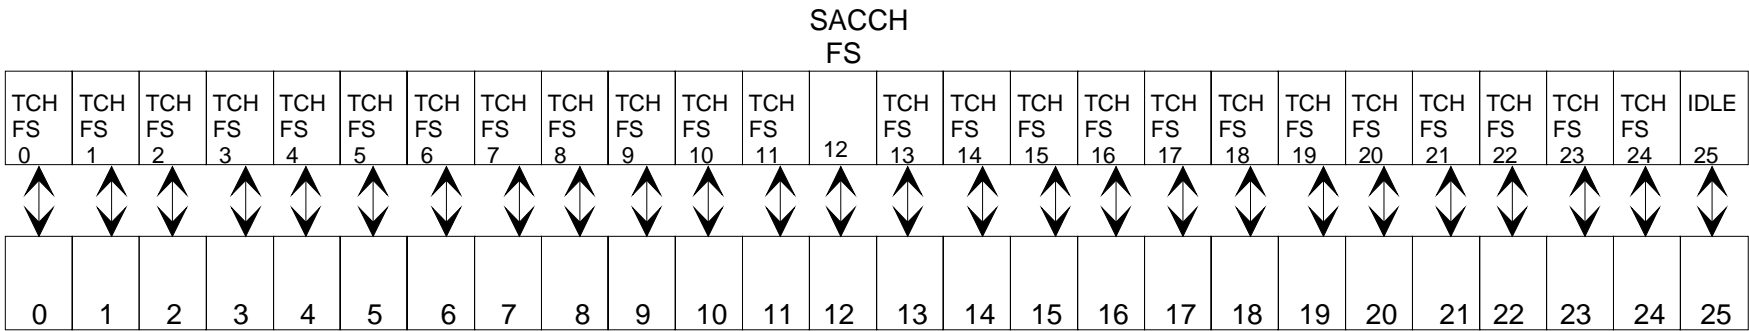 SACCH
FS
TCH TCH TCH TCH TCH TCH TCH TCH TCH TCH TCH TCH TCH TCH TCH TCH TCH TCH TCH TCH TCH TCH TCH TCH IDLE
FS FS FS FS FS FS FS FS FS FS FS FS FS FS FS FS FS FS FS FS FS FS FS FS
0 1 2 3 4 5 6 7 8 9 10 11 12 13 14 15 16 17 18 19 20 21 22 23 24 25
0 1 2 3 4 5 6 7 8 9 10 11 12 13 14 15 16 17 18 19 20 21 22 23 24 25